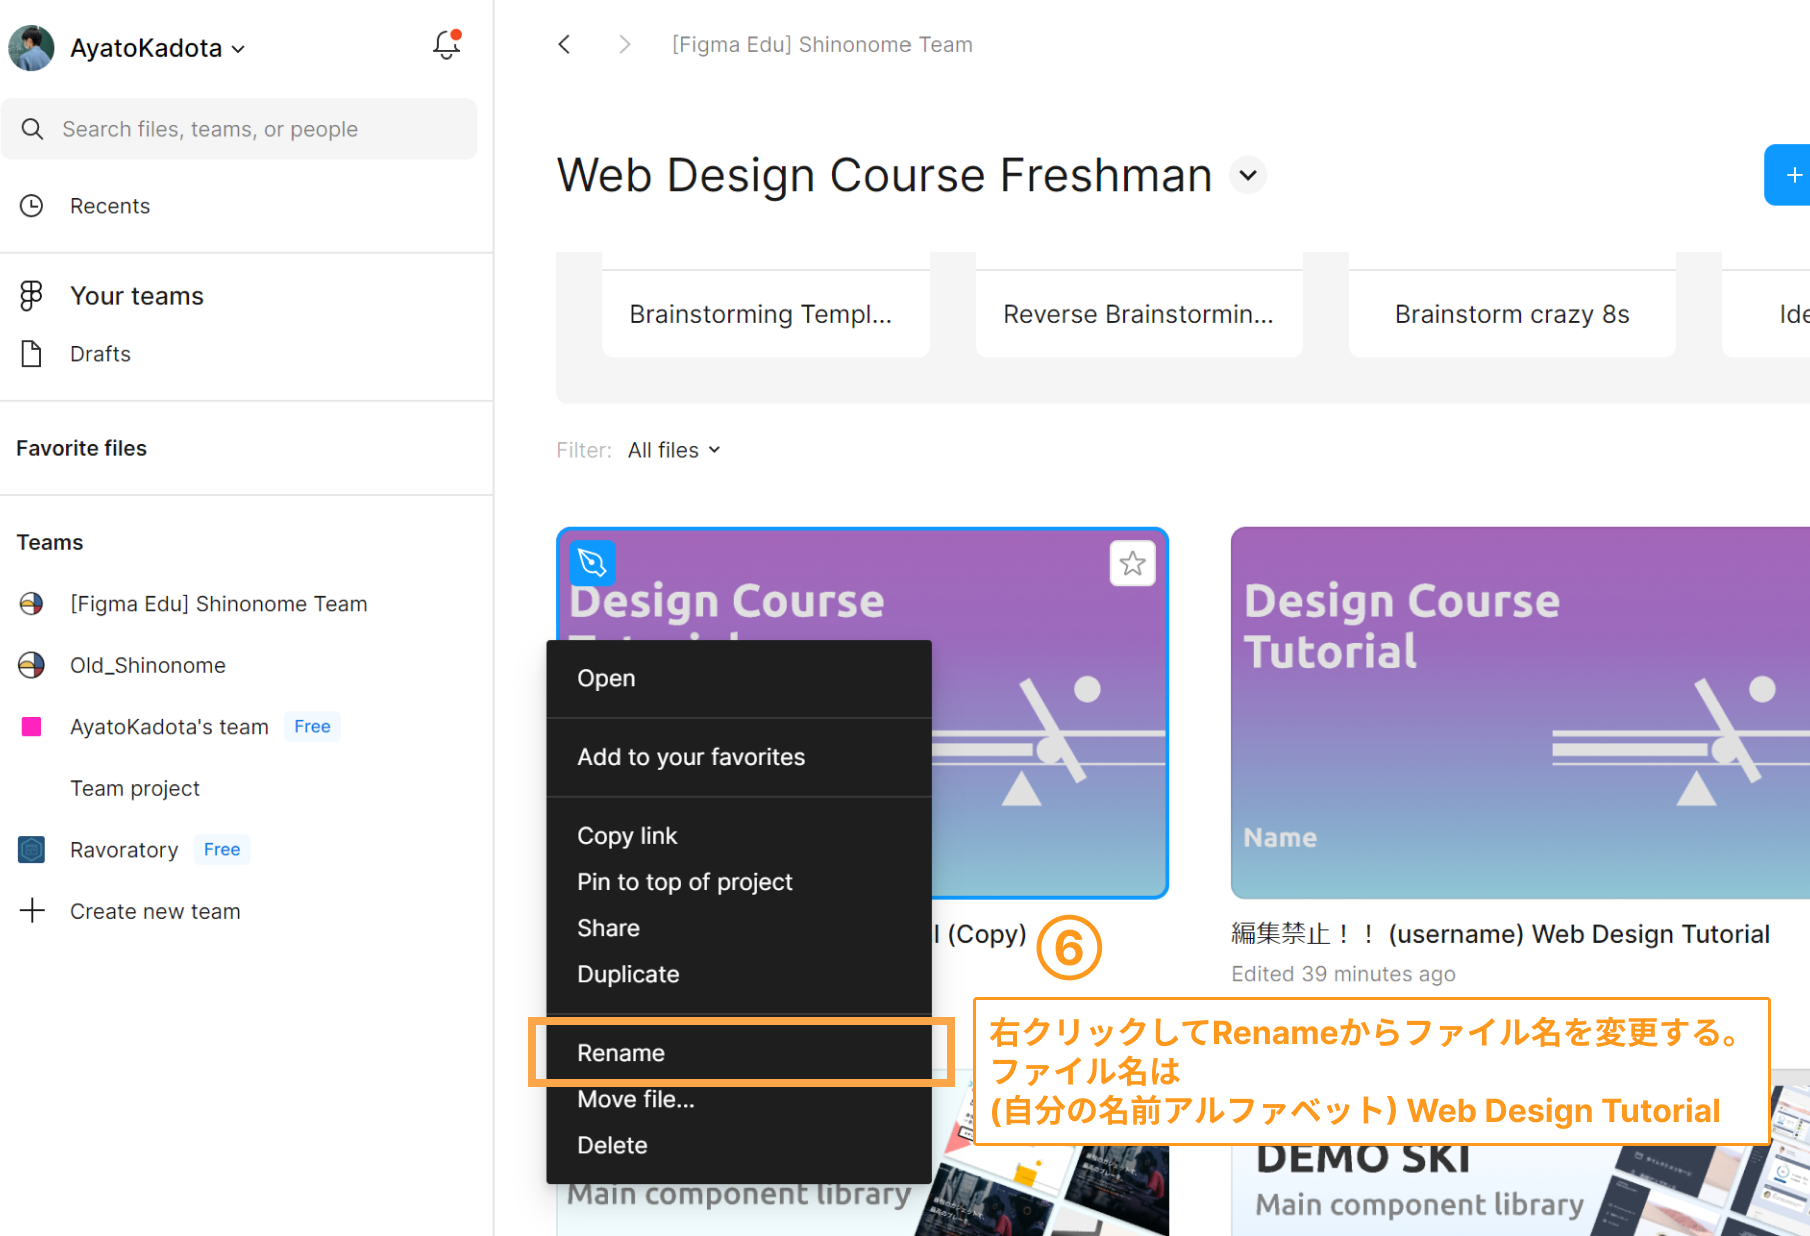 AyatoKadota
Search files, teams, or people
Recents
Your teams
Drafts
Favorite files
Teams
[Figma Edu] Shinonome Team
Old_Shinonome
AyatoKadota's team Free
Team project
Ravoratory Free
Create new team
[Figma Edu] Shinonome Team
Web Design Course Freshman
Brainstorming Templ...
Reverse Brainstormin...
Brainstorm crazy 8s
Ide
Filter: All files
Design Course
Open
Add to your favorites
Copy link
Pin to top of project
Share
Duplicate
Rename
Move file...
Delete
(Copy)
⑥
Design Course
Tutorial
Name
編集禁止！！ (username) Web Design Tutorial
Edited 39 minutes ago
右クリックしてRenameからファイル名を変更する。
ファイル名は
(自分の名前アルファベット) Web Design Tutorial
Main component library
DEMO SKI
Main component library